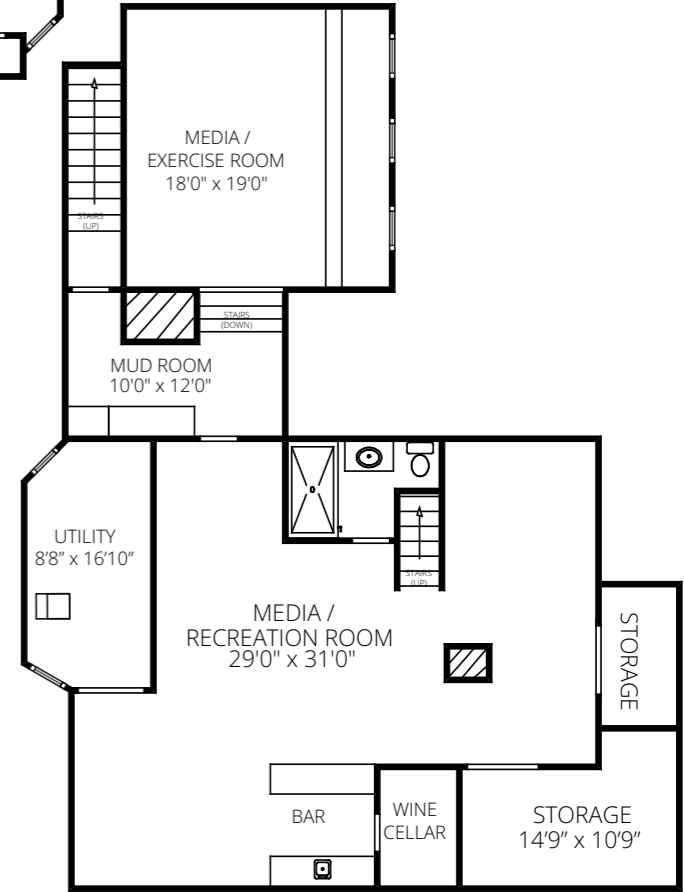 MEDIA /
EXERCISE ROOM
18'0" x 19'0"
STAIRS
(UP)
STAIRS
(DOWN)
MUD ROOM
10'0" x 12'0"
UTILITY
8’8” x 16’10”
STAIRS
(UP)
MEDIA /
RECREATION ROOM
29'0" x 31'0"
STORAGE
BAR
WINE
CELLAR
STORAGE
14’9” x 10’9”